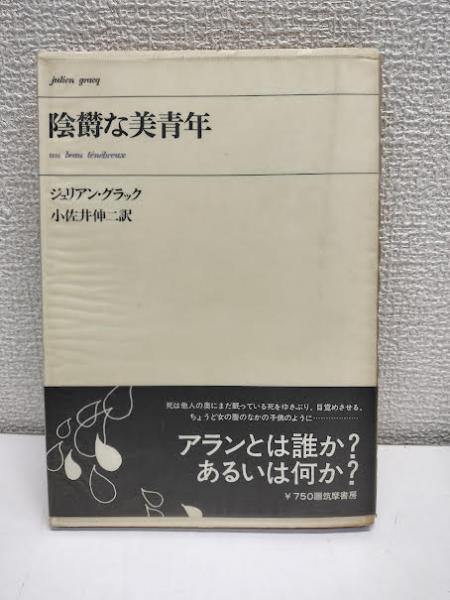 julien gracq
陰欝な美青年
un beau ténébreux
ジュリアン・グラック
小佐井伸二訳
死は他人の奥にまだ眠っている死をゆさぶり、目覚めさせる、
ちょうど女の腹のなかの子供のように………………
アランとは誰か?
あるいは何か?
¥750 筑摩書房